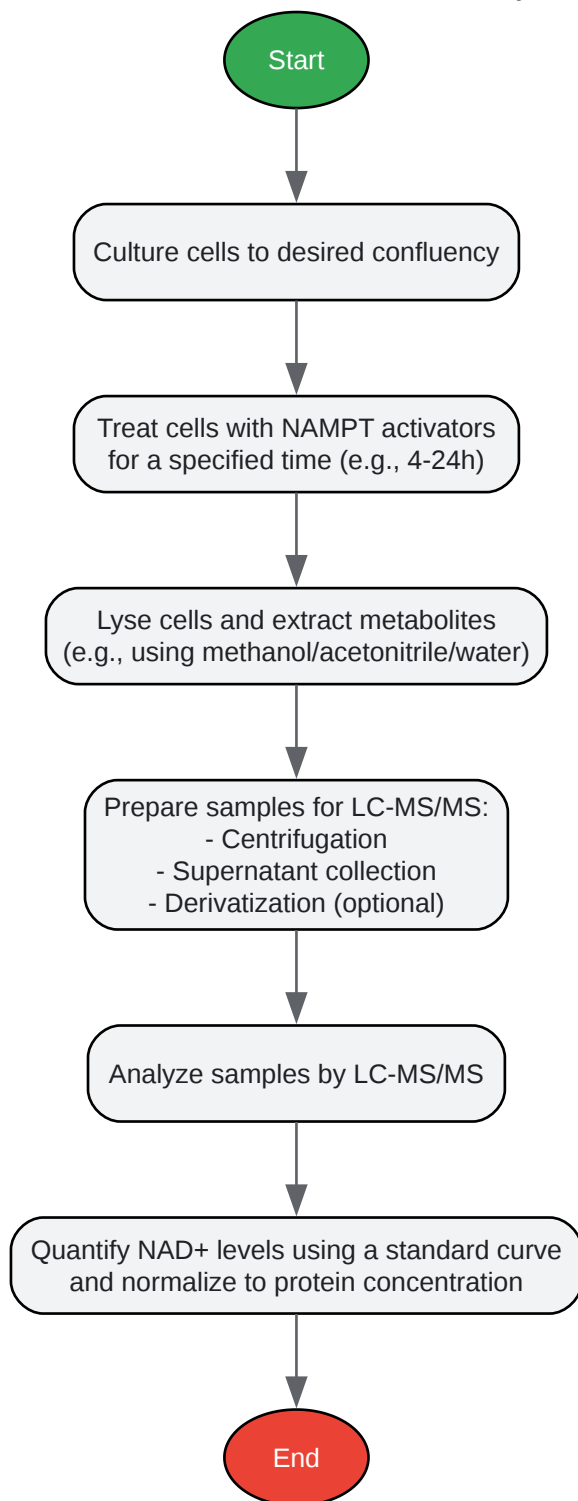 Start
Culture cells to desired confluency
Treat cells with NAMPT activators
for a specified time (e.g., 4-24h)
Lyse cells and extract metabolites
(e.g., using methanol/acetonitrile/water)
Prepare samples for LC-MS/MS:
- Centrifugation
- Supernatant collection
- Derivatization (optional)
Analyze samples by LC-MS/MS
Quantify NAD+ levels using a standard curve
and normalize to protein concentration
End